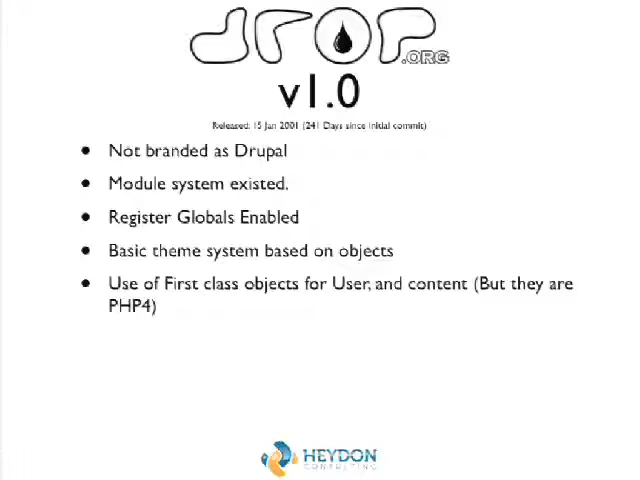 drop.ORG
v1.0
Released: 15 Jan 2001 (241 Days since initial commit)
• Not branded as Drupal
• Module system existed.
• Register Globals Enabled
• Basic theme system based on objects
• Use of First class objects for User, and content (But they are
PHP4)
HEYDON
CONSULTING